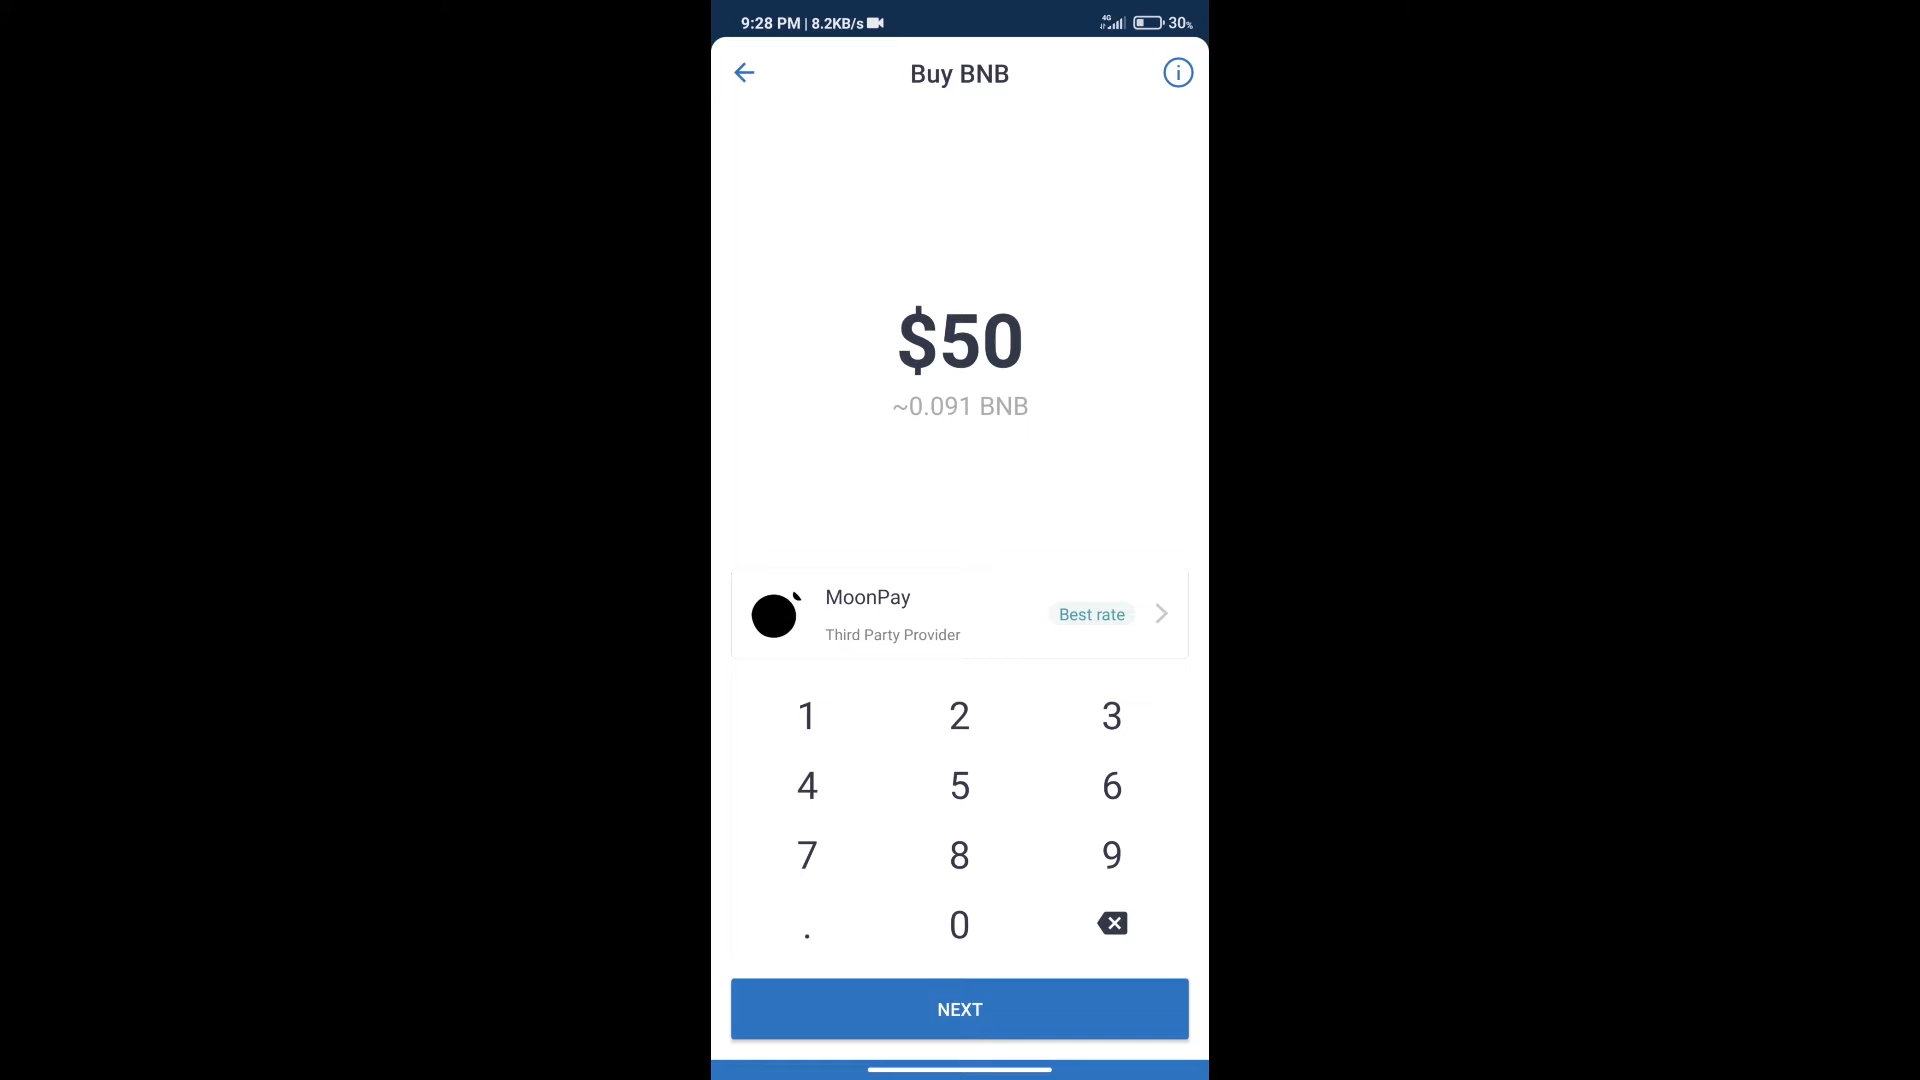 9:28 PM | 8.2KB/s 4G 30%
Buy BNB
$50
~0.091 BNB
MoonPay
Best rate
Third Party Provider
1 2 3
4 5 6
7 8 9
. 0
NEXT